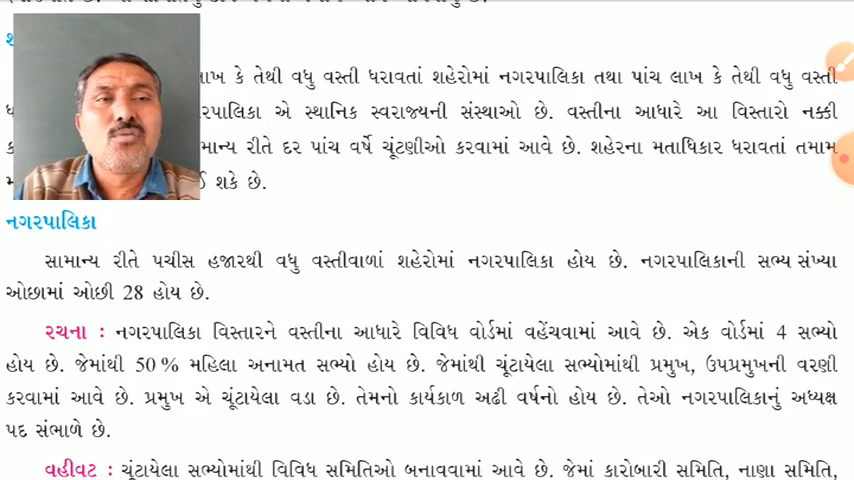 લાખ કે તેથી વધુ વસ્તી ધરાવતાં શહેરોમાં નગરપાલિકા તથા પાંચ લાખ કે તેથી વધુ વસ્તી
એ સ્થાનિક સ્વરાજ્યની સંસ્થાઓ છે. વસ્તીના આધારે આ વિસ્તારો નક્કી
રીતે દર પાંચ વર્ષે ચૂંટણીઓ કરવામાં આવે છે. શહેરના મતાધિકાર ધરાવતાં તમામ
શકે છે.
નગરપાલિકા
સામાન્ય રીતે પચીસ હજારથી વધુ વસ્તીવાળાં શહેરોમાં નગરપાલિકા હોય છે. નગરપાલિકાની સભ્ય સંખ્યા
ઓછામાં ઓછી 28 હોય છે.
રચના : નગરપાલિકા વિસ્તારને વસ્તીના આધારે વિવિધ વોર્ડમાં વહેંચવામાં આવે છે. એક વોર્ડમાં 4 સભ્યો
હોય છે. જેમાંથી 50 % મહિલા અનામત સભ્યો હોય છે. જેમાંથી ચૂંટાયેલા સભ્યોમાંથી પ્રમુખ, ઉપપ્રમુખની વરણી
કરવામાં આવે છે. પ્રમુખ એ ચૂંટાયેલા વડા છે. તેમનો કાર્યકાળ અઢી વર્ષનો હોય છે. તેઓ નગરપાલિકાનું અધ્યક્ષ
પદ સંભાળે છે.
વહીવટ : ચૂંટાયેલા સભ્યોમાંથી વિવિધ સમિતિઓ બનાવવામાં આવે છે. જેમાં કારોબારી સમિતિ, નાણા સમિતિ,